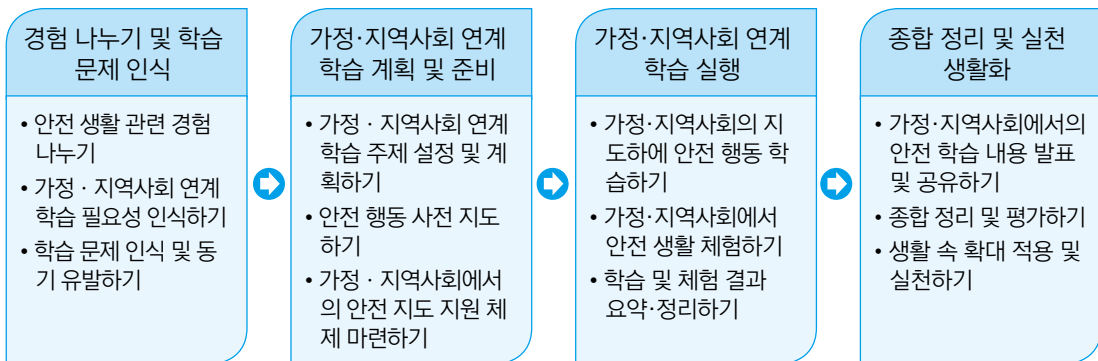 경험 나누기 및 학습
문제 인식
• 안전 생활 관련 경험
나누기
• 가정 · 지역사회 연계
학습 필요성 인식하기
• 학습 문제 인식 및 동
기 유발하기
가정·지역사회 연계
학습 계획 및 준비
• 가정 · 지역사회 연계
학습 주제 설정 및 계
획하기
• 안전 행동 사전 지도
하기
• 가정 · 지역사회에서
의 안전 지도 지원 체
제 마련하기
가정·지역사회 연계
학습 실행
• 가정·지역사회의 지
도하에 안전 행동 학
습하기
• 가정·지역사회에서
안전 생활 체험하기
• 학습 및 체험 결과
요약·정리하기
종합 정리 및 실천
생활화
• 가정·지역사회에서의
안전 학습 내용 발표
및 공유하기
• 종합 정리 및 평가하기
• 생활 속 확대 적용 및
실천하기